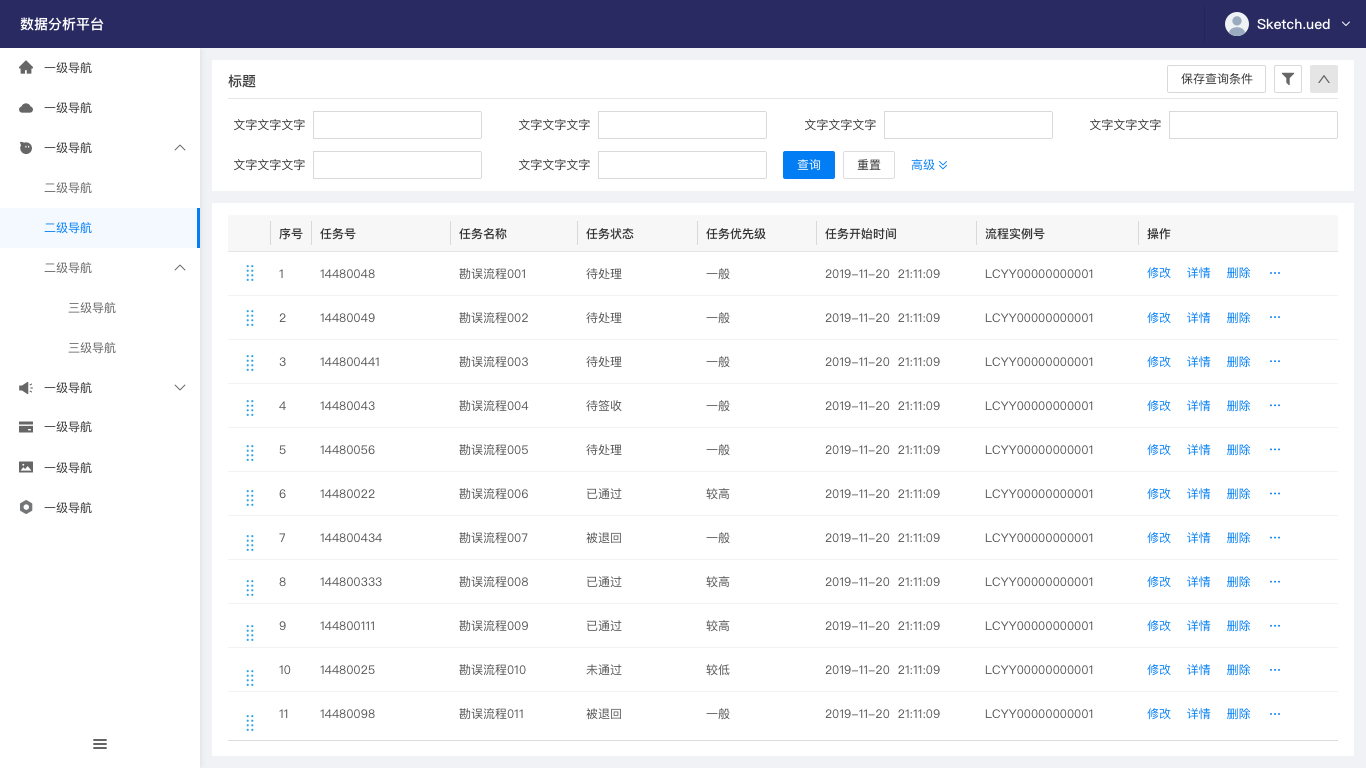 数据分析平台
Sketch.ued
一级导航
一级导航
一级导航
二级导航
二级导航
二级导航
三级导航
三级导航
一级导航
一级导航
一级导航
一级导航
标题
保存查询条件
文字文字文字 文字文字文字 文字文字文字 文字文字文字
文字文字文字 文字文字文字 查询 重置 高级
序号 任务号 任务名称 任务状态 任务优先级 任务开始时间 流程实例号 操作
1 14480048 勘误流程001 待处理 一般 2019-11-20 21:11:09 LCYY00000000001 修改 详情 删除 ···
2 14480049 勘误流程002 待处理 一般 2019-11-20 21:11:09 LCYY00000000001 修改 详情 删除 ···
3 144800441 勘误流程003 待处理 一般 2019-11-20 21:11:09 LCYY00000000001 修改 详情 删除 ···
4 14480043 勘误流程004 待签收 一般 2019-11-20 21:11:09 LCYY00000000001 修改 详情 删除 ···
5 14480056 勘误流程005 待处理 一般 2019-11-20 21:11:09 LCYY00000000001 修改 详情 删除 ···
6 14480022 勘误流程006 已通过 较高 2019-11-20 21:11:09 LCYY00000000001 修改 详情 删除 ···
7 144800434 勘误流程007 被退回 一般 2019-11-20 21:11:09 LCYY00000000001 修改 详情 删除 ···
8 144800333 勘误流程008 已通过 较高 2019-11-20 21:11:09 LCYY00000000001 修改 详情 删除 ···
9 144800111 勘误流程009 已通过 较高 2019-11-20 21:11:09 LCYY00000000001 修改 详情 删除 ···
10 14480025 勘误流程010 未通过 较低 2019-11-20 21:11:09 LCYY00000000001 修改 详情 删除 ···
11 14480098 勘误流程011 被退回 一般 2019-11-20 21:11:09 LCYY00000000001 修改 详情 删除 ···